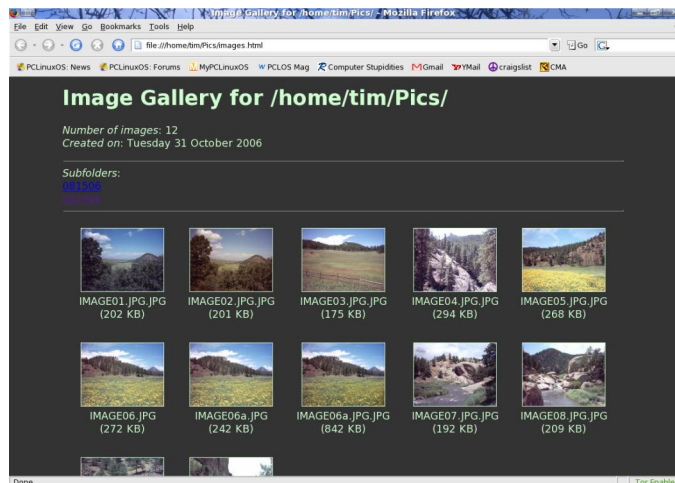 Image Gallery for /home/tim/Pics/ - Mozilla Firefox
File Edit View Go Bookmarks Tools Help
file:///home/tim/Pics/images.html Go
PCLinuxOS: News PCLinuxOS: Forums MyPCLinuxOS PCLOS Mag Computer Stupidities Gmail YMail craigslist CMA
Image Gallery for /home/tim/Pics/
Number of images: 12
Created on: Tuesday 31 October 2006
Subfolders:
081506
IMAGE01.JPG.JPG IMAGE02.JPG.JPG IMAGE03.JPG.JPG IMAGE04.JPG.JPG IMAGE05.JPG.JPG
(202 KB) (201 KB) (175 KB) (294 KB) (268 KB)
IMAGE06.JPG IMAGE06a.JPG IMAGE06a.JPG.JPG IMAGE07.JPG.JPG IMAGE08.JPG.JPG
(272 KB) (242 KB) (842 KB) (192 KB) (209 KB)
Done Tor Enable